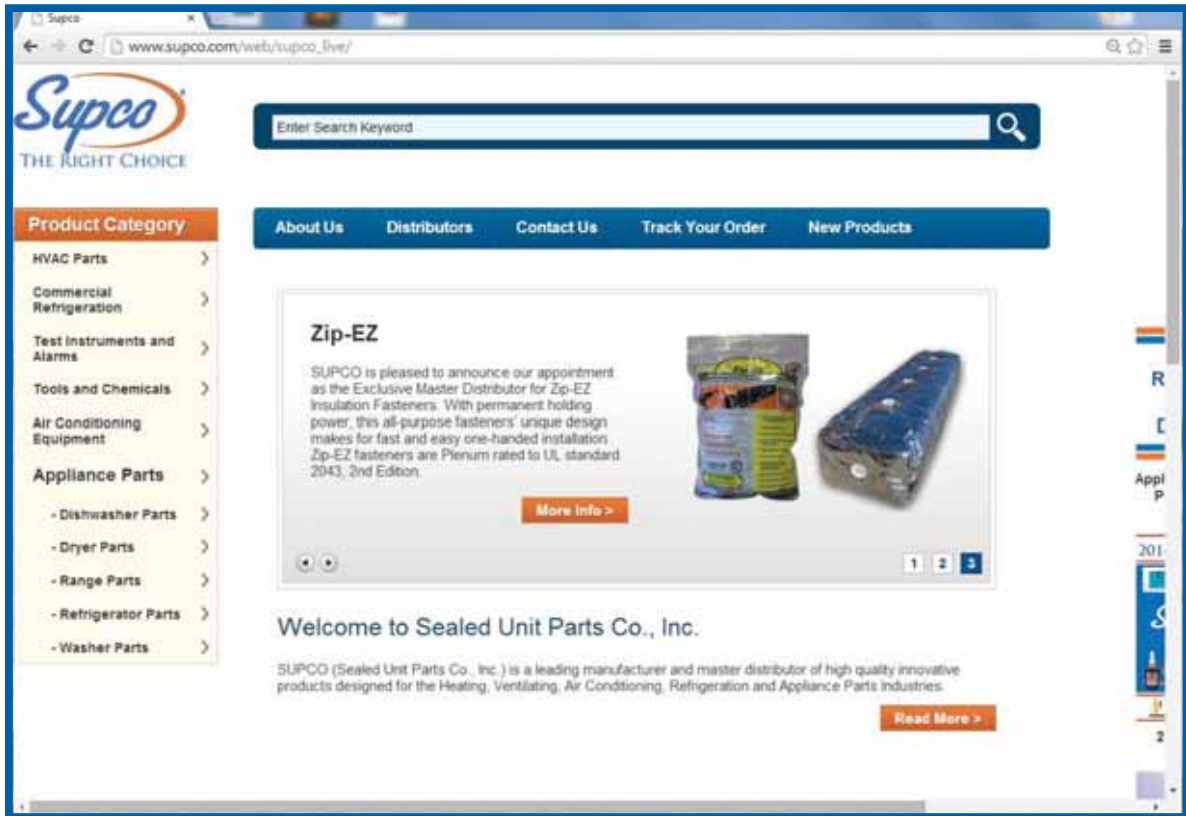 Supco
www.supco.com/web/supco_live/
Supco
THE RIGHT CHOICE
Enter Search Keyword
Product Category
HVAC Parts
Commercial
Refrigeration
Test Instruments and
Alarms
Tools and Chemicals
Air Conditioning
Equipment
Appliance Parts
- Dishwasher Parts
- Dryer Parts
- Range Parts
- Refrigerator Parts
- Washer Parts
About Us Distributors Contact Us Track Your Order New Products
Zip-EZ
SUPCO is pleased to announce our appointment
as the Exclusive Master Distributor for Zip-EZ
Insulation Fasteners. With permanent holding
power, this all-purpose fasteners' unique design
makes for fast and easy one-handed installation
Zip-EZ fasteners are Plenum rated to UL standard
2043, 2nd Edition.
More Info >
1 2 3
Welcome to Sealed Unit Parts Co., Inc.
SUPCO (Sealed Unit Parts Co., Inc.) is a leading manufacturer and master distributor of high quality innovative
products designed for the Heating, Ventilating, Air Conditioning, Refrigeration and Appliance Parts Industries.
Read More >
R
Appl
P
201
2